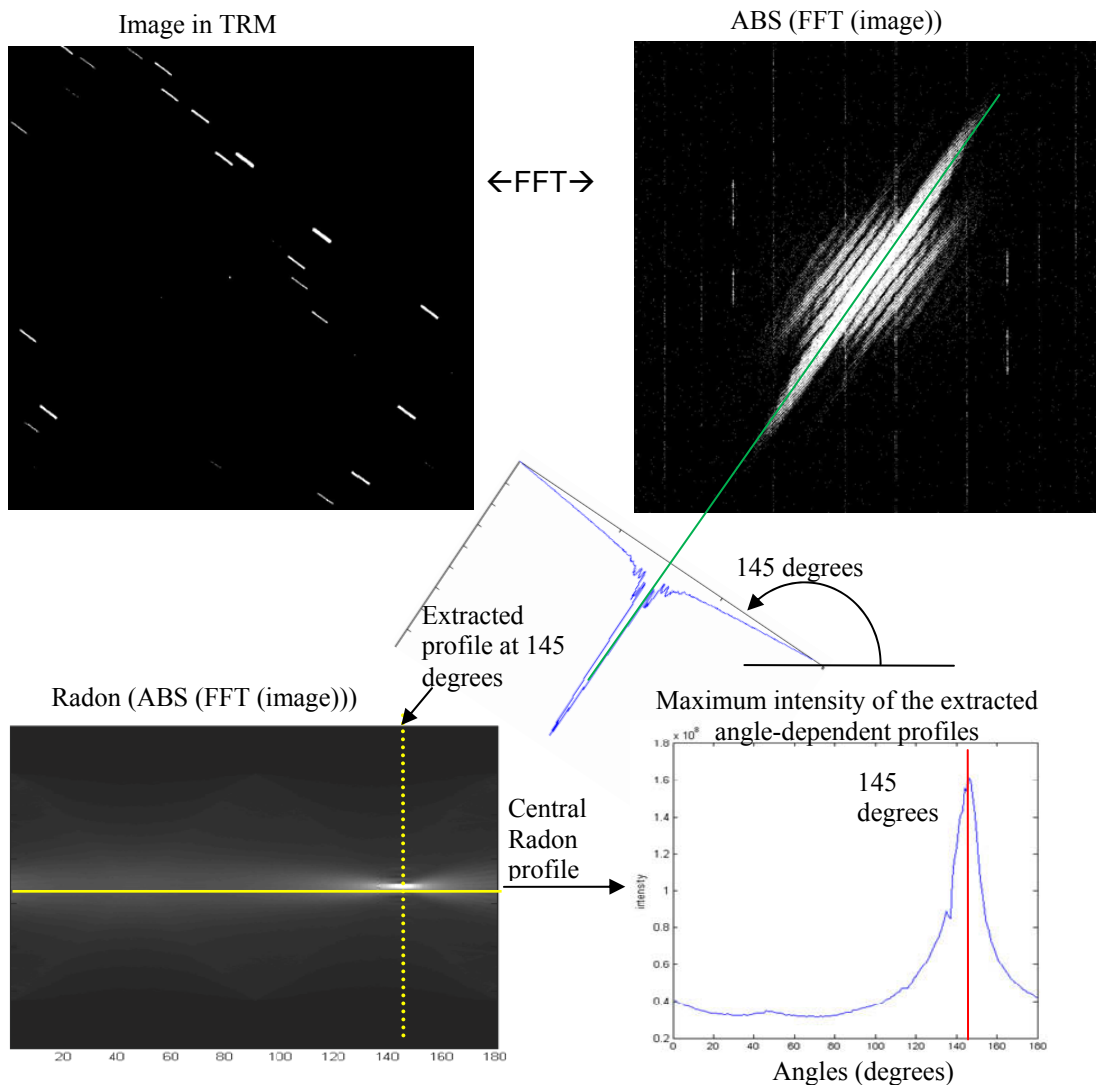 Image in TRM
ABS (FFT (image))
←FFT→
145 degrees
Extracted
profile at 145
degrees
Radon (ABS (FFT (image)))
20 40 60 80 100 120 140 160 180
Central
Radon
profile
Maximum intensity of the extracted
angle-dependent profiles
x 10⁸
1.8
1.6
1.4
1.2
1
0.8
0.6
0.4
0.2
intensity
145
degrees
0 20 40 60 80 100 120 140 160 180
Angles (degrees)